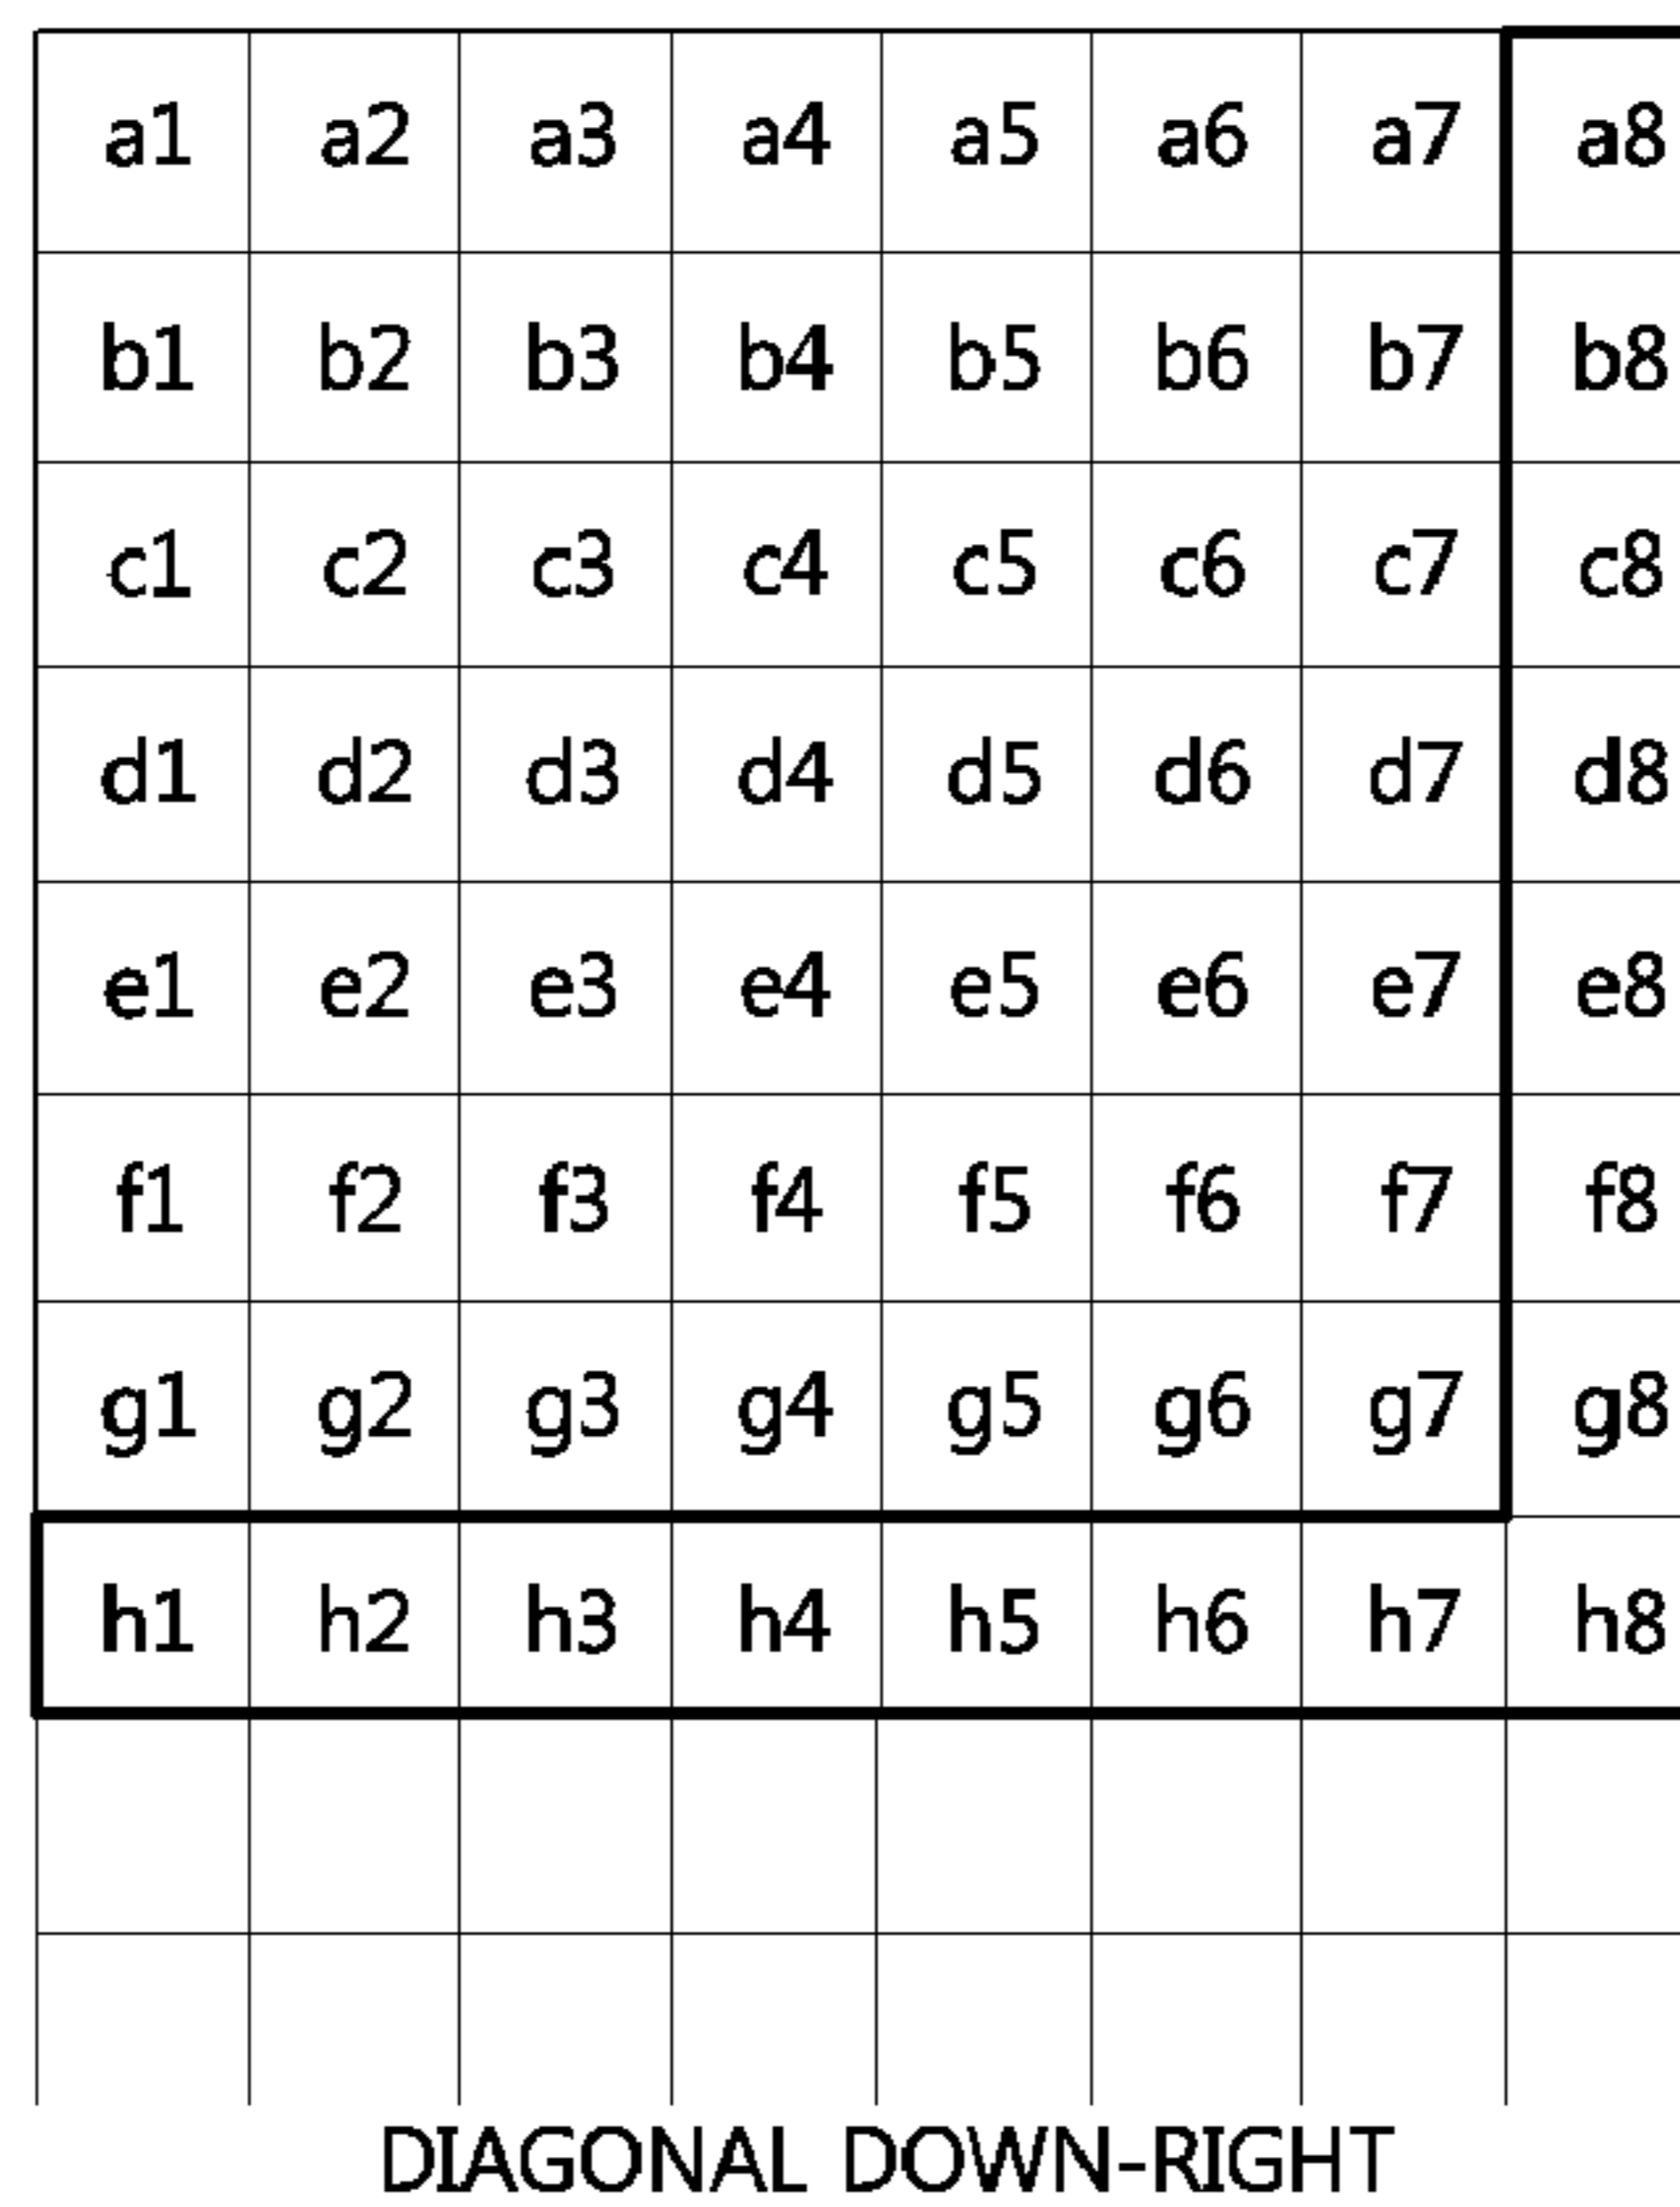 a1 a2 a3 a4 a5 a6 a7 a8
b1 b2 b3 b4 b5 b6 b7 b8
c1 c2 c3 c4 c5 c6 c7 c8
d1 d2 d3 d4 d5 d6 d7 d8
e1 e2 e3 e4 e5 e6 e7 e8
f1 f2 f3 f4 f5 f6 f7 f8
g1 g2 g3 g4 g5 g6 g7 g8
h1 h2 h3 h4 h5 h6 h7 h8
DIAGONAL DOWN-RIGHT